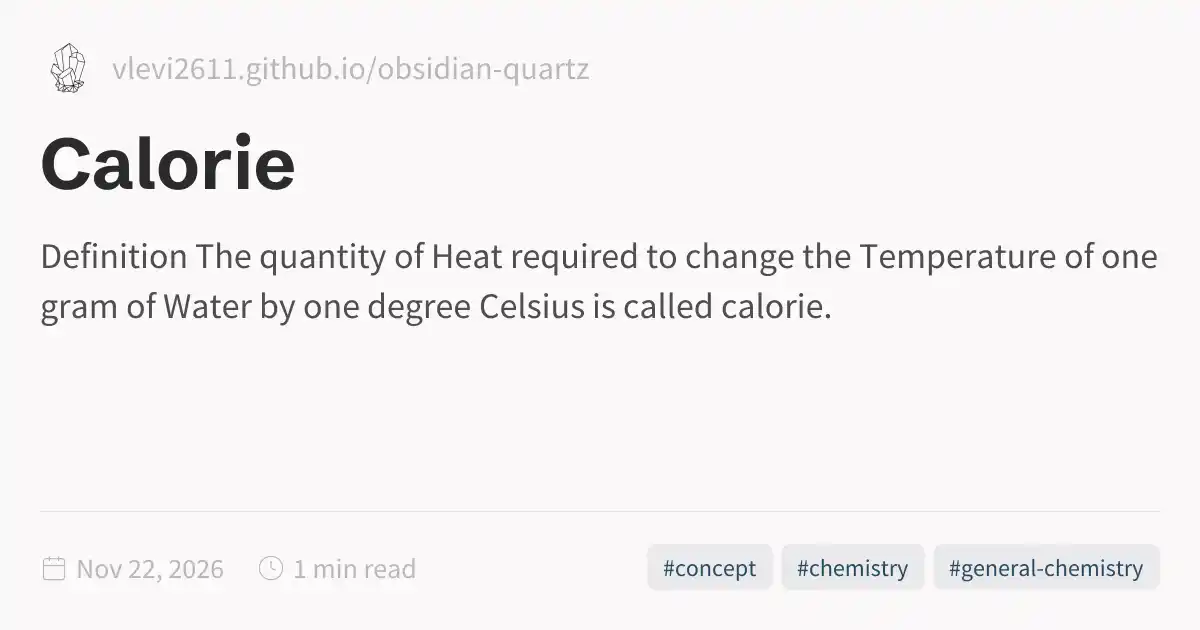 vlevi2611.github.io/obsidian-quartz
Calorie
Definition The quantity of Heat required to change the Temperature of one
gram of Water by one degree Celsius is called calorie.
Nov 22, 2026
1 min read
#concept
#chemistry
#general-chemistry